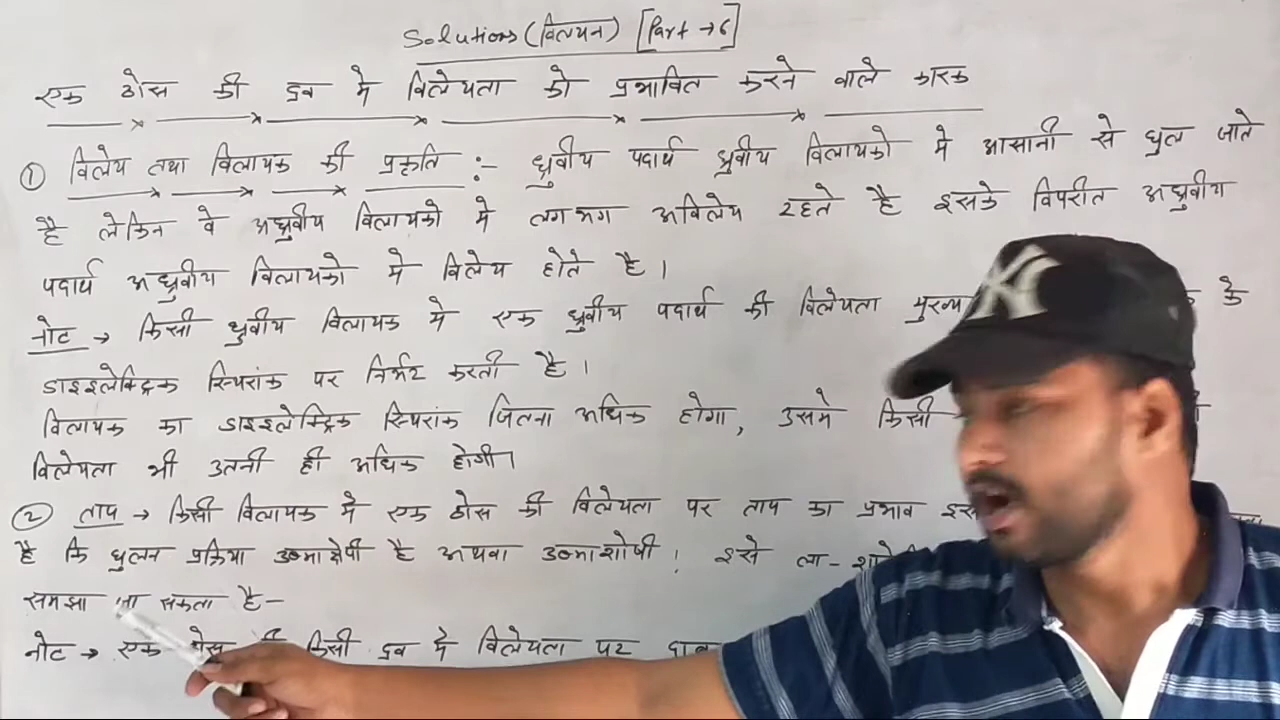 Solutions (विलयन) [Part → 6]
एक ठोस की द्रव मे विलेयता को प्रभावित करने वाले कारक
① विलेय तथा विलायक की प्रकृति :- ध्रुवीय पदार्थ ध्रुवीय विलायको मे आसानी से घुल जाते
है लेकिन वे अध्रुवीय विलायको मे लगभग अविलेय रहते है इसके विपरीत अध्रुवीय
पदार्थ अध्रुवीय विलायको मे विलेय होते है।
नोट → किसी ध्रुवीय विलायक मे एक ध्रुवीय पदार्थ की विलेयता के
डाइइलेक्ट्रिक स्थिरांक पर निर्भर करती है।
विलायक का डाइइलेक्ट्रिक स्थिरांक जितना अधिक होगा, उसमे किसी
विलेयता भी उतनी ही अधिक होगी।
② ताप → किसी विलायक मे एक ठोस की विलेयता पर ताप का प्रभाव
है कि घुलन प्रक्रिया उष्माक्षेपी है अथवा उष्माशोषी। इसे ला-
समझा जा सकता है-
नोट → एक किसी द्रव मे विलेयता पर